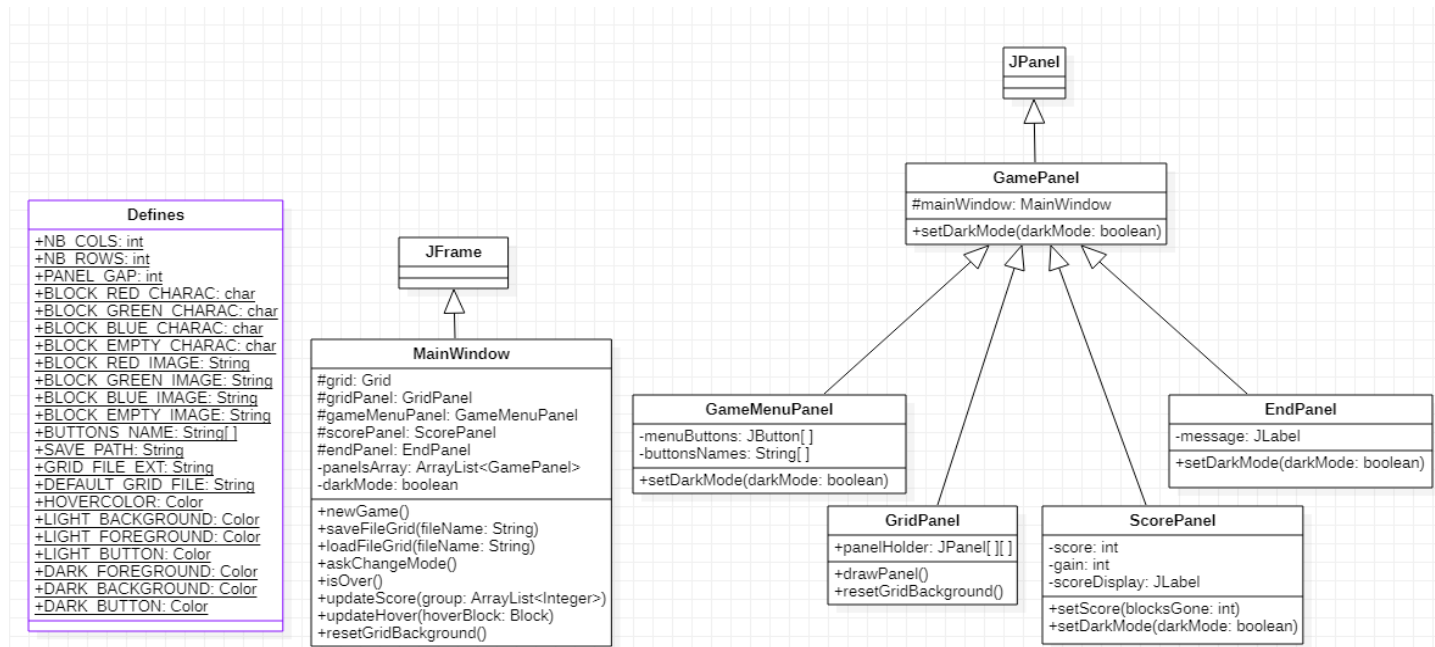 Defines
+NB_COLS: int
+NB_ROWS: int
+PANEL_GAP: int
+BLOCK_RED_CHARAC: char
+BLOCK_GREEN_CHARAC: char
+BLOCK_BLUE_CHARAC: char
+BLOCK_EMPTY_CHARAC: char
+BLOCK_RED_IMAGE: String
+BLOCK_GREEN_IMAGE: String
+BLOCK_BLUE_IMAGE: String
+BLOCK_EMPTY_IMAGE: String
+BUTTONS_NAME: String[ ]
+SAVE_PATH: String
+GRID_FILE_EXT: String
+DEFAULT_GRID_FILE: String
+HOVERCOLOR: Color
+LIGHT_BACKGROUND: Color
+LIGHT_FOREGROUND: Color
+LIGHT_BUTTON: Color
+DARK_FOREGROUND: Color
+DARK_BACKGROUND: Color
+DARK_BUTTON: Color
JFrame
MainWindow
#grid: Grid
#gridPanel: GridPanel
#gameMenuPanel: GameMenuPanel
#scorePanel: ScorePanel
#endPanel: EndPanel
-panelsArray: ArrayList<GamePanel>
-darkMode: boolean
+newGame()
+saveFileGrid(fileName: String)
+loadFileGrid(fileName: String)
+askChangeMode()
+isOver()
+updateScore(group: ArrayList<Integer>)
+updateHover(hoverBlock: Block)
+resetGridBackground()
JPanel
GamePanel
#mainWindow: MainWindow
+setDarkMode(darkMode: boolean)
GameMenuPanel
-menuButtons: JButton[ ]
-buttonsNames: String[ ]
+setDarkMode(darkMode: boolean)
GridPanel
+panelHolder: JPanel[ ][ ]
+drawPanel()
+resetGridBackground()
ScorePanel
-score: int
-gain: int
-scoreDisplay: JLabel
+setScore(blocksGone: int)
+setDarkMode(darkMode: boolean)
EndPanel
-message: JLabel
+setDarkMode(darkMode: boolean)